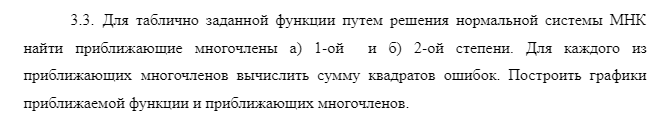 3.3. Для таблично заданной функции путем решения нормальной системы МНК
найти приближающие многочлены а) 1-ой и б) 2-ой степени. Для каждого из
приближающих многочленов вычислить сумму квадратов ошибок. Построить графики
приближаемой функции и приближающих многочленов.